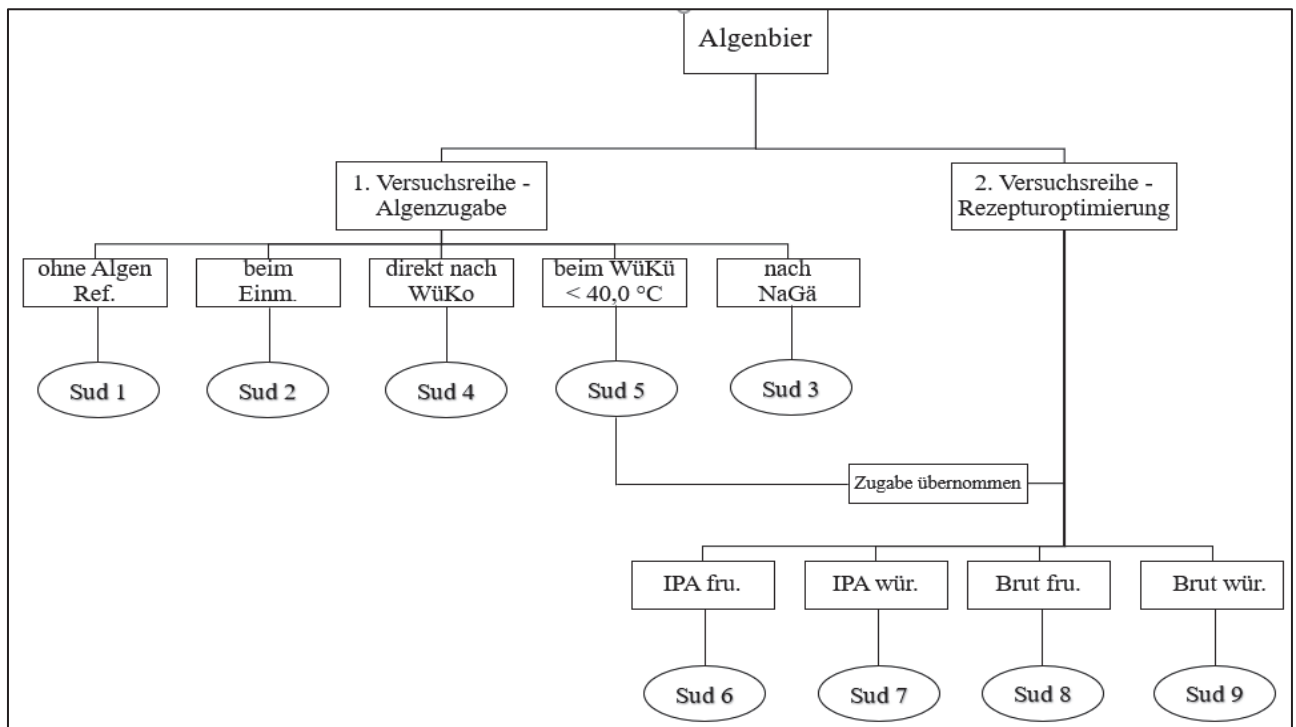 Algenbier
1. Versuchsreihe -
Algenzugabe
2. Versuchsreihe -
Rezepturoptimierung
ohne Algen
Ref.
beim
Einm.
direkt nach
WüKo
beim WüKü
< 40,0 °C
nach
NaGä
Sud 1
Sud 2
Sud 4
Sud 5
Sud 3
Zugabe übernommen
IPA fru.
IPA wür.
Brut fru.
Brut wür.
Sud 6
Sud 7
Sud 8
Sud 9